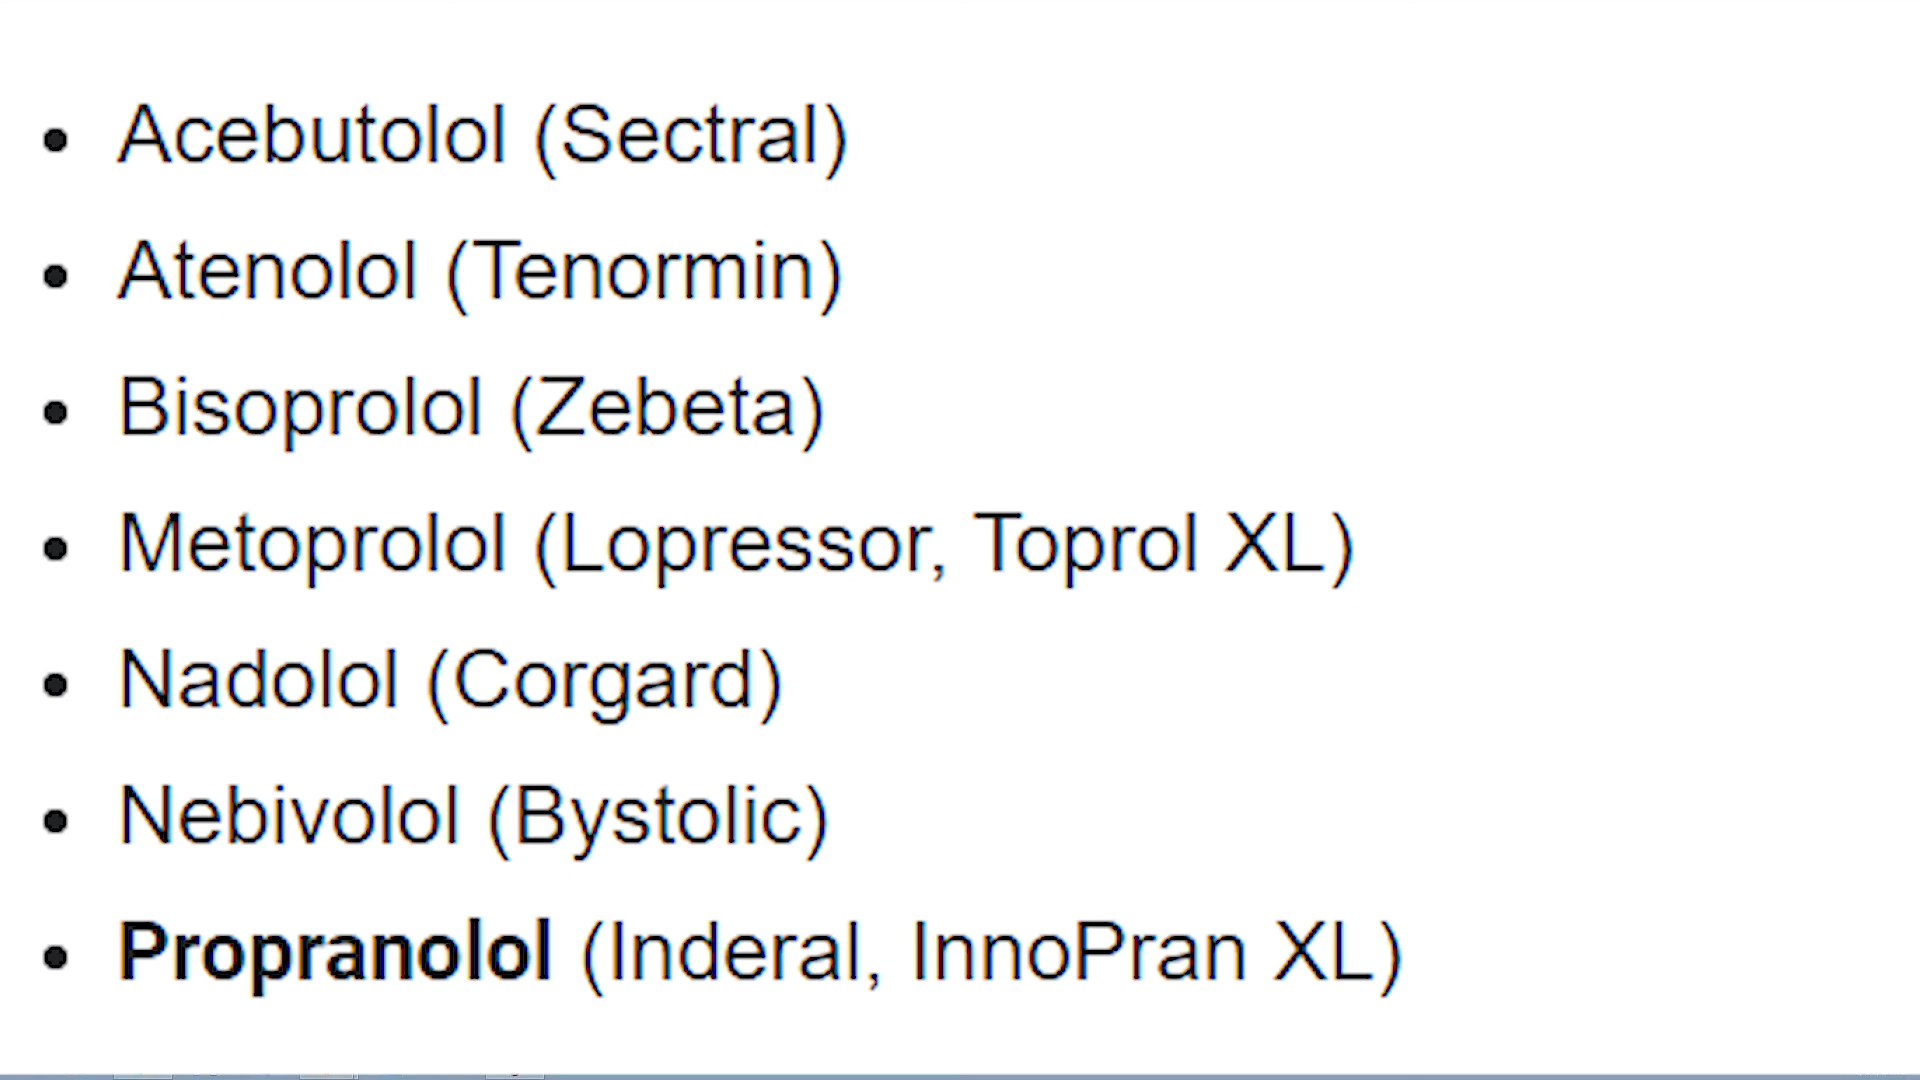 • Acebutolol (Sectral)
• Atenolol (Tenormin)
• Bisoprolol (Zebeta)
• Metoprolol (Lopressor, Toprol XL)
• Nadolol (Corgard)
• Nebivolol (Bystolic)
• Propranolol (Inderal, InnoPran XL)